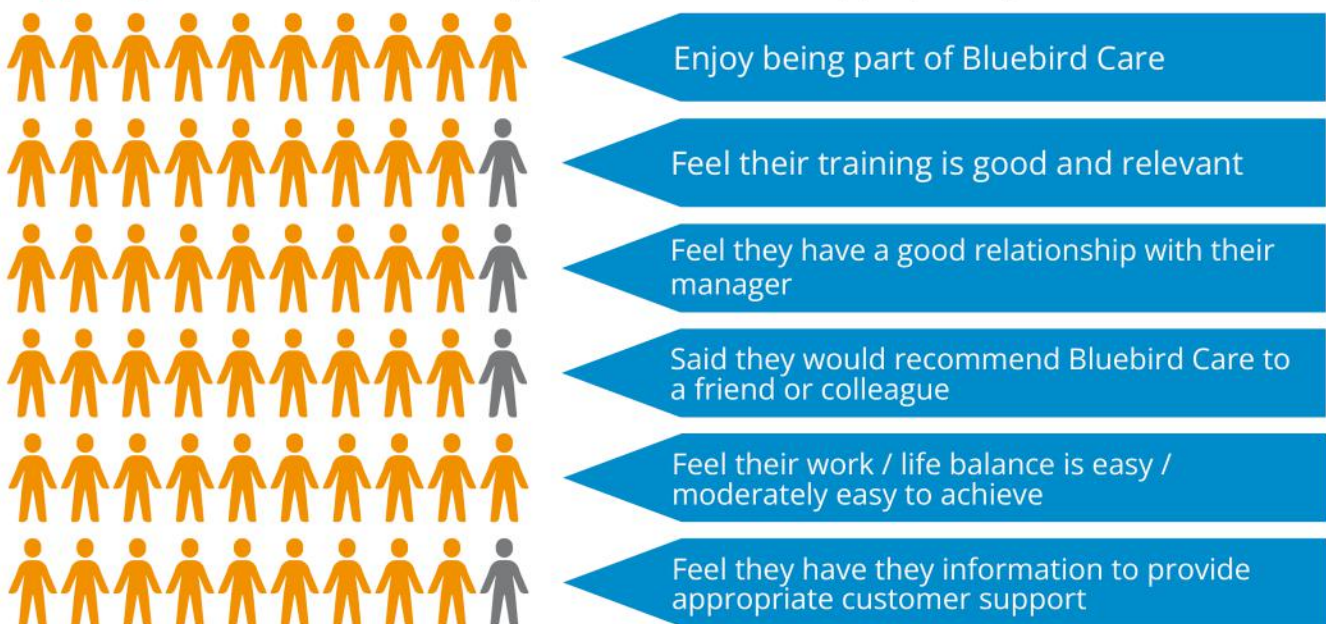 Enjoy being part of Bluebird Care
Feel their training is good and relevant
Feel they have a good relationship with their
manager
Said they would recommend Bluebird Care to
a friend or colleague
Feel their work / life balance is easy /
moderately easy to achieve
Feel they have they information to provide
appropriate customer support